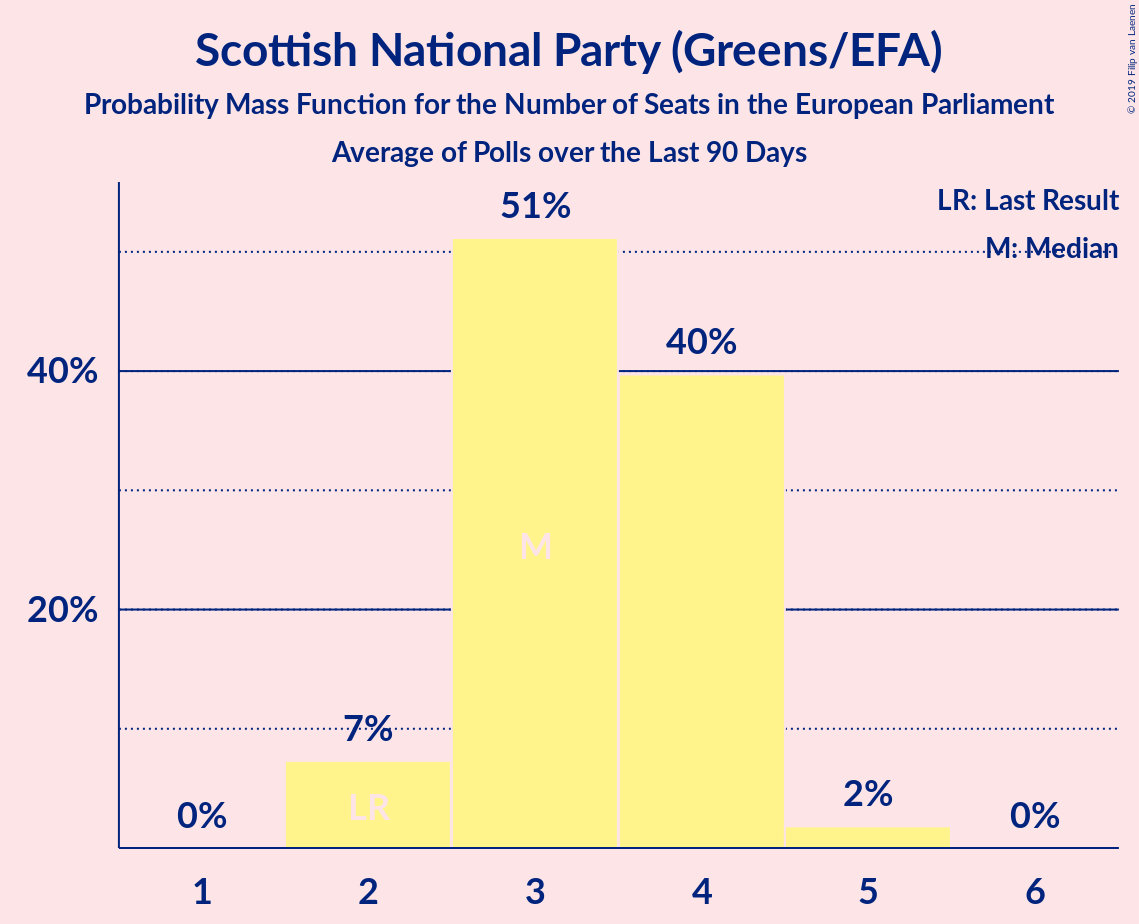 Scottish National Party (Greens/EFA)
Probability Mass Function for the Number of Seats in the European Parliament
Average of Polls over the Last 90 Days
© 2019 Filip van Laenen
LR: Last Result
M: Median
51%
40%
40%
M
20%
7%
LR
2%
0%
0%
1 2 3 4 5 6